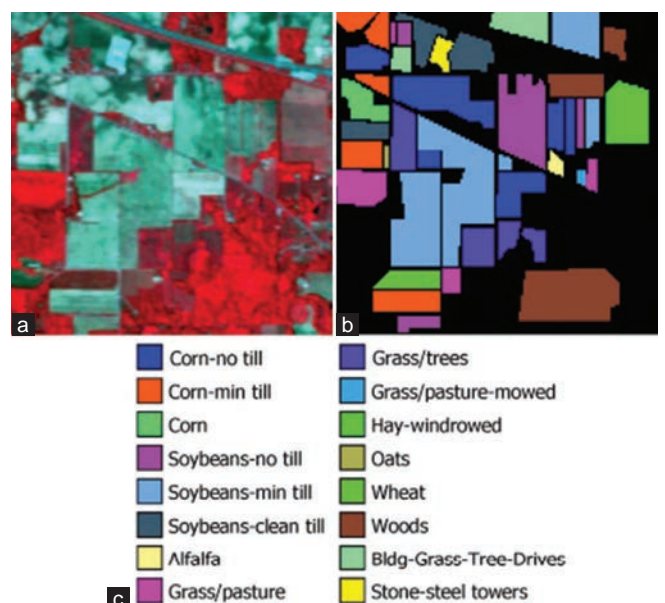 a
b
Corn-no till
Corn-min till
Corn
Soybeans-no till
Soybeans-min till
Soybeans-clean till
Alfalfa
Grass/pasture
Grass/trees
Grass/pasture-mowed
Hay-windrowed
Oats
Wheat
Woods
Bldg-Grass-Tree-Drives
Stone-steel towers
c